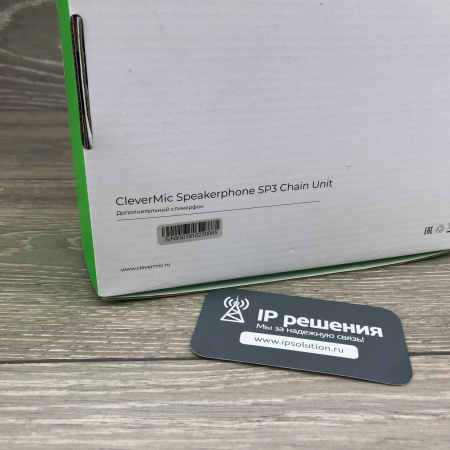 CleverMic Speakerphone SP3 Chain Unit
Дополнительный спикерфон
www.clevermic.ru
EAC
IP решения
Мы за надежную связь!
www.ipsolution.ru